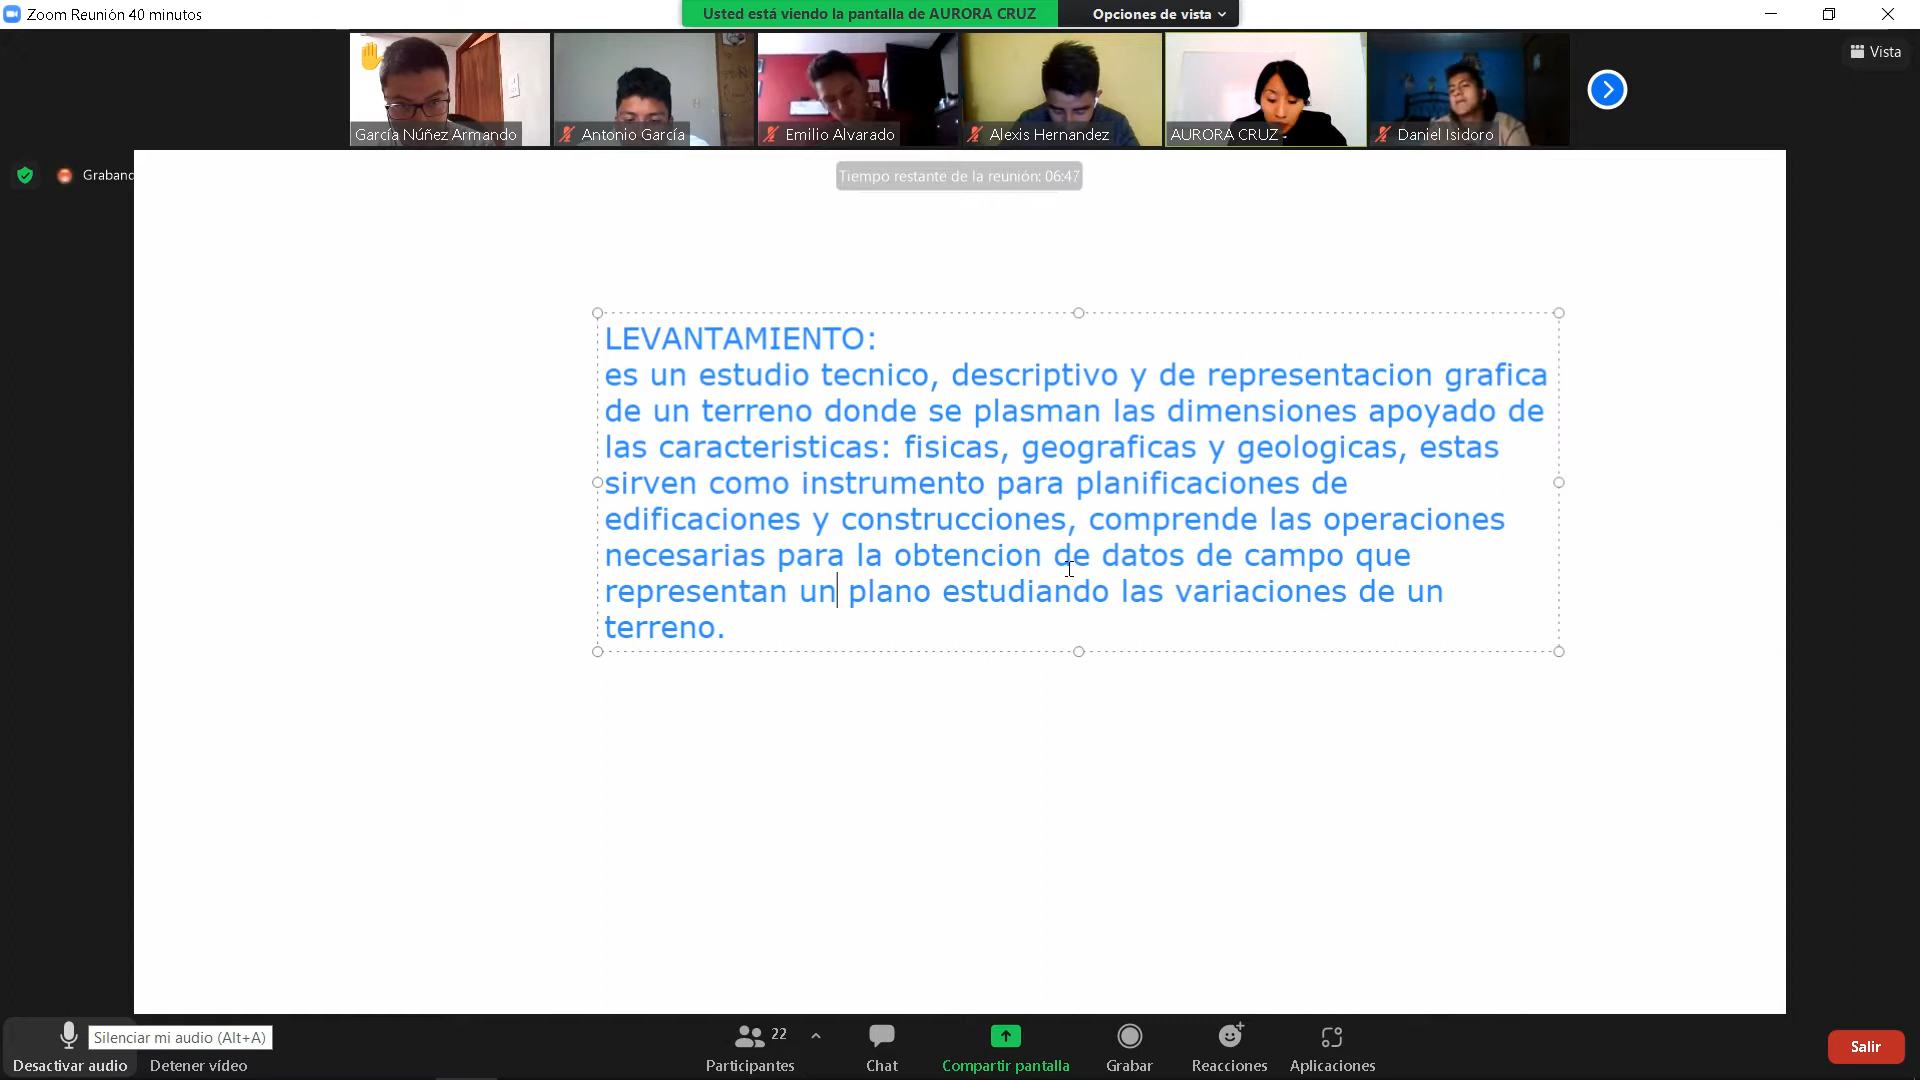 Zoom Reunión 40 minutos
Usted está viendo la pantalla de AURORA CRUZ
Opciones de vista
Vista
García Núñez Armando
Antonio García
Emilio Alvarado
Alexis Hernandez
AURORA CRUZ
Daniel Isidoro
Graband
Tiempo restante de la reunión: 06:47
LEVANTAMIENTO:
es un estudio tecnico, descriptivo y de representacion grafica
de un terreno donde se plasman las dimensiones apoyado de
las caracteristicas: fisicas, geograficas y geologicas, estas
sirven como instrumento para planificaciones de
edificaciones y construcciones, comprende las operaciones
necesarias para la obtencion de datos de campo que
representan un plano estudiando las variaciones de un
terreno.
Silenciar mi audio (Alt+A)
Desactivar audio
Detener vídeo
22
Participantes
Chat
Compartir pantalla
Grabar
Reacciones
Aplicaciones
Salir